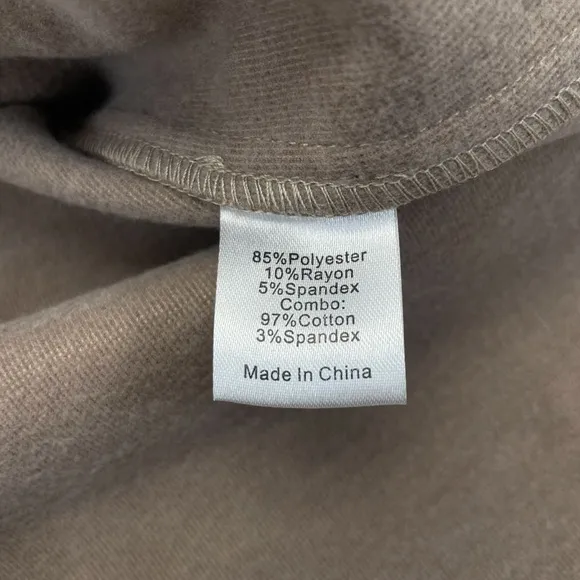 85%Polyester
10%Rayon
5%Spandex
Combo:
97%Cotton
3%Spandex
Made In China